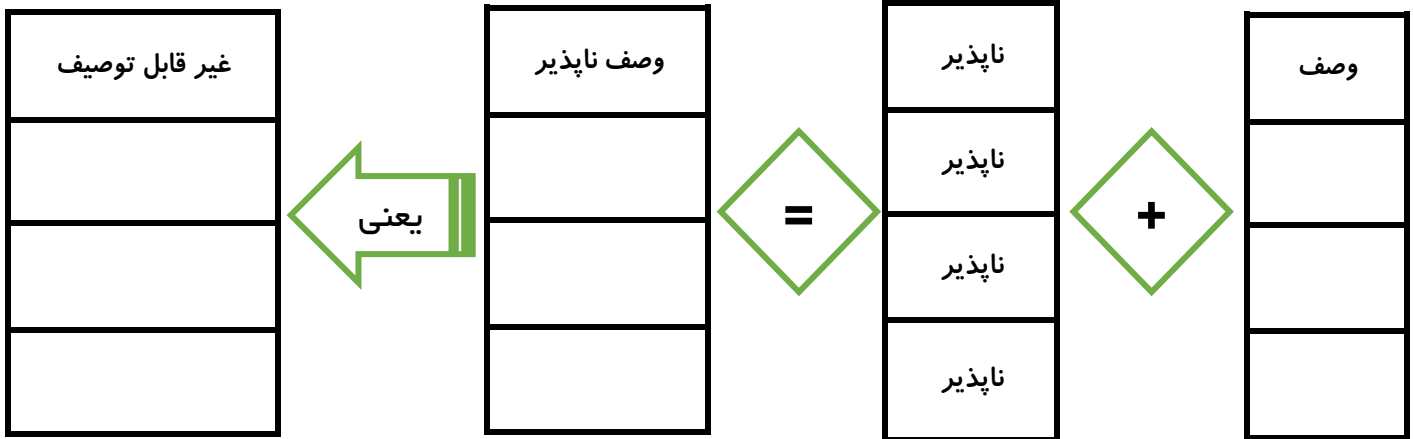 وصف
+
ناپذیر
ناپذیر
ناپذیر
ناپذیر
=
وصف ناپذیر
یعنی
غیر قابل توصیف